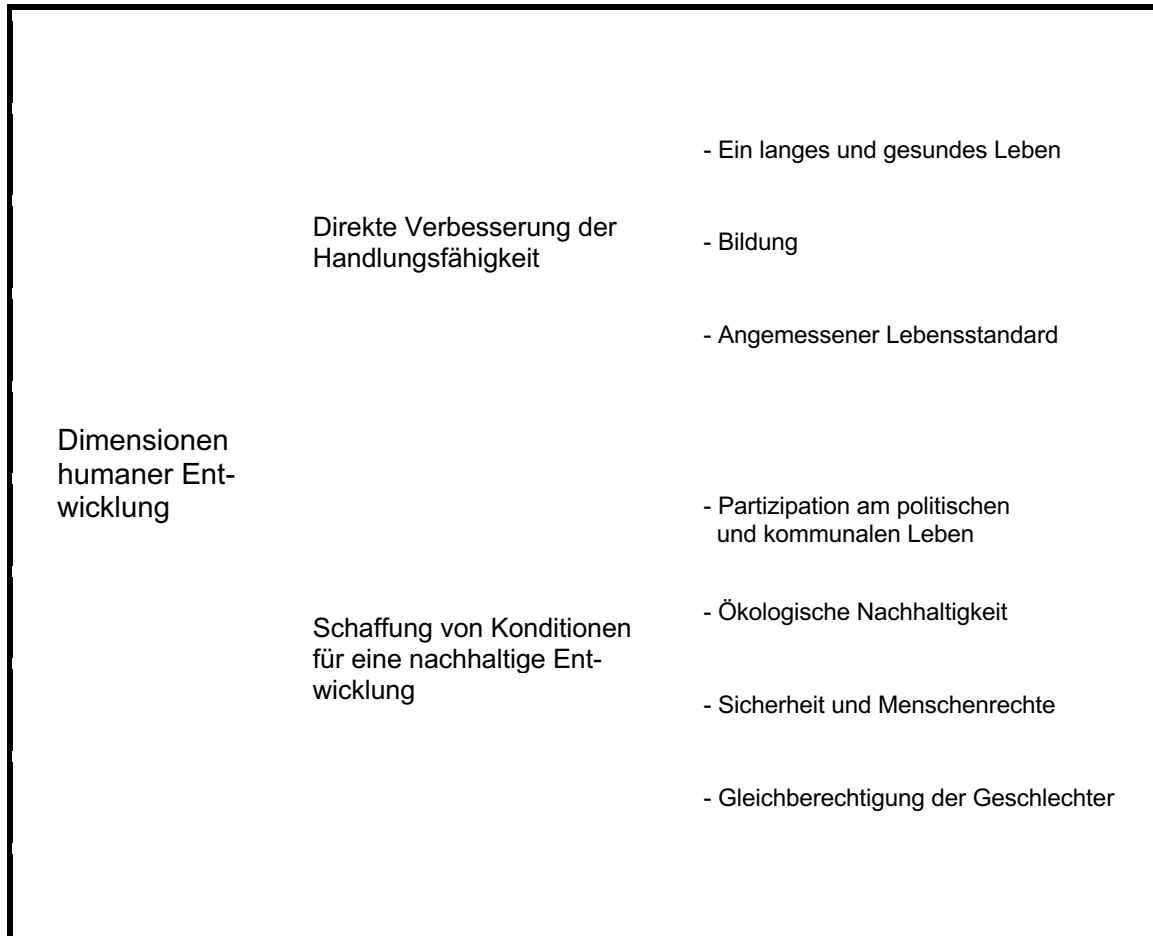 Dimensionen
humaner Ent-
wicklung
Direkte Verbesserung der
Handlungsfähigkeit
- Ein langes und gesundes Leben
- Bildung
- Angemessener Lebensstandard
Schaffung von Konditionen
für eine nachhaltige Ent-
wicklung
- Partizipation am politischen
und kommunalen Leben
- Ökologische Nachhaltigkeit
- Sicherheit und Menschenrechte
- Gleichberechtigung der Geschlechter